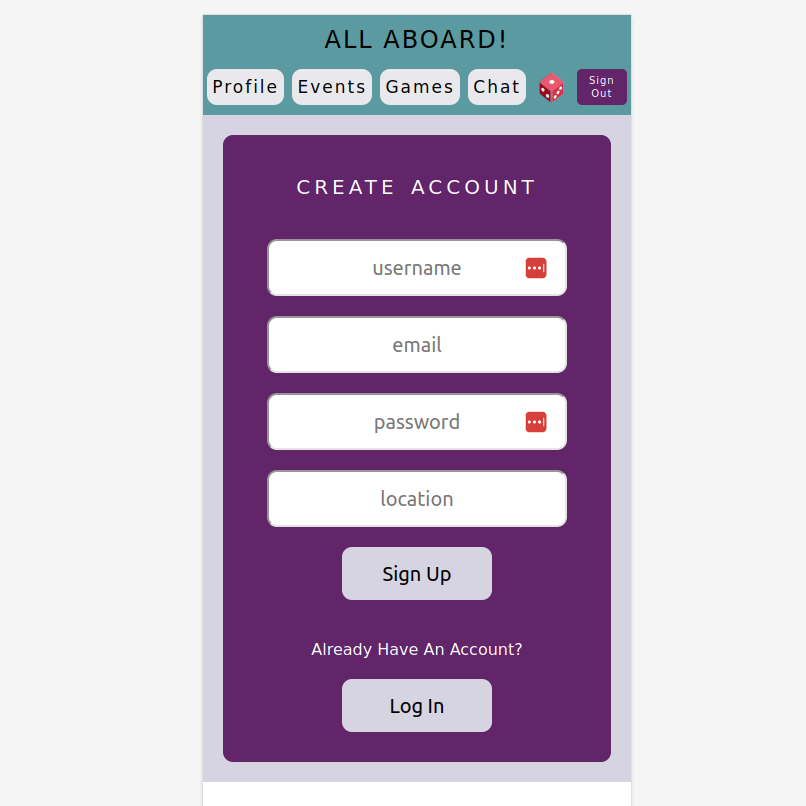 ALL ABOARD!
Profile Events Games Chat Sign
Out
CREATE ACCOUNT
username
email
password
location
Sign Up
Already Have An Account?
Log In